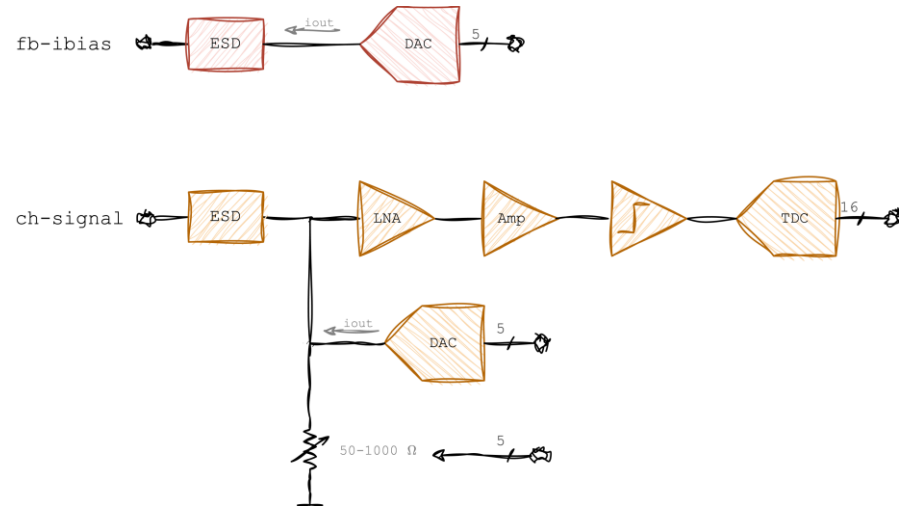 iout
fb-ibias
ESD
DAC
5
ch-signal
ESD
LNA
Amp
TDC
16
iout
DAC
5
50-1000 Ω
5